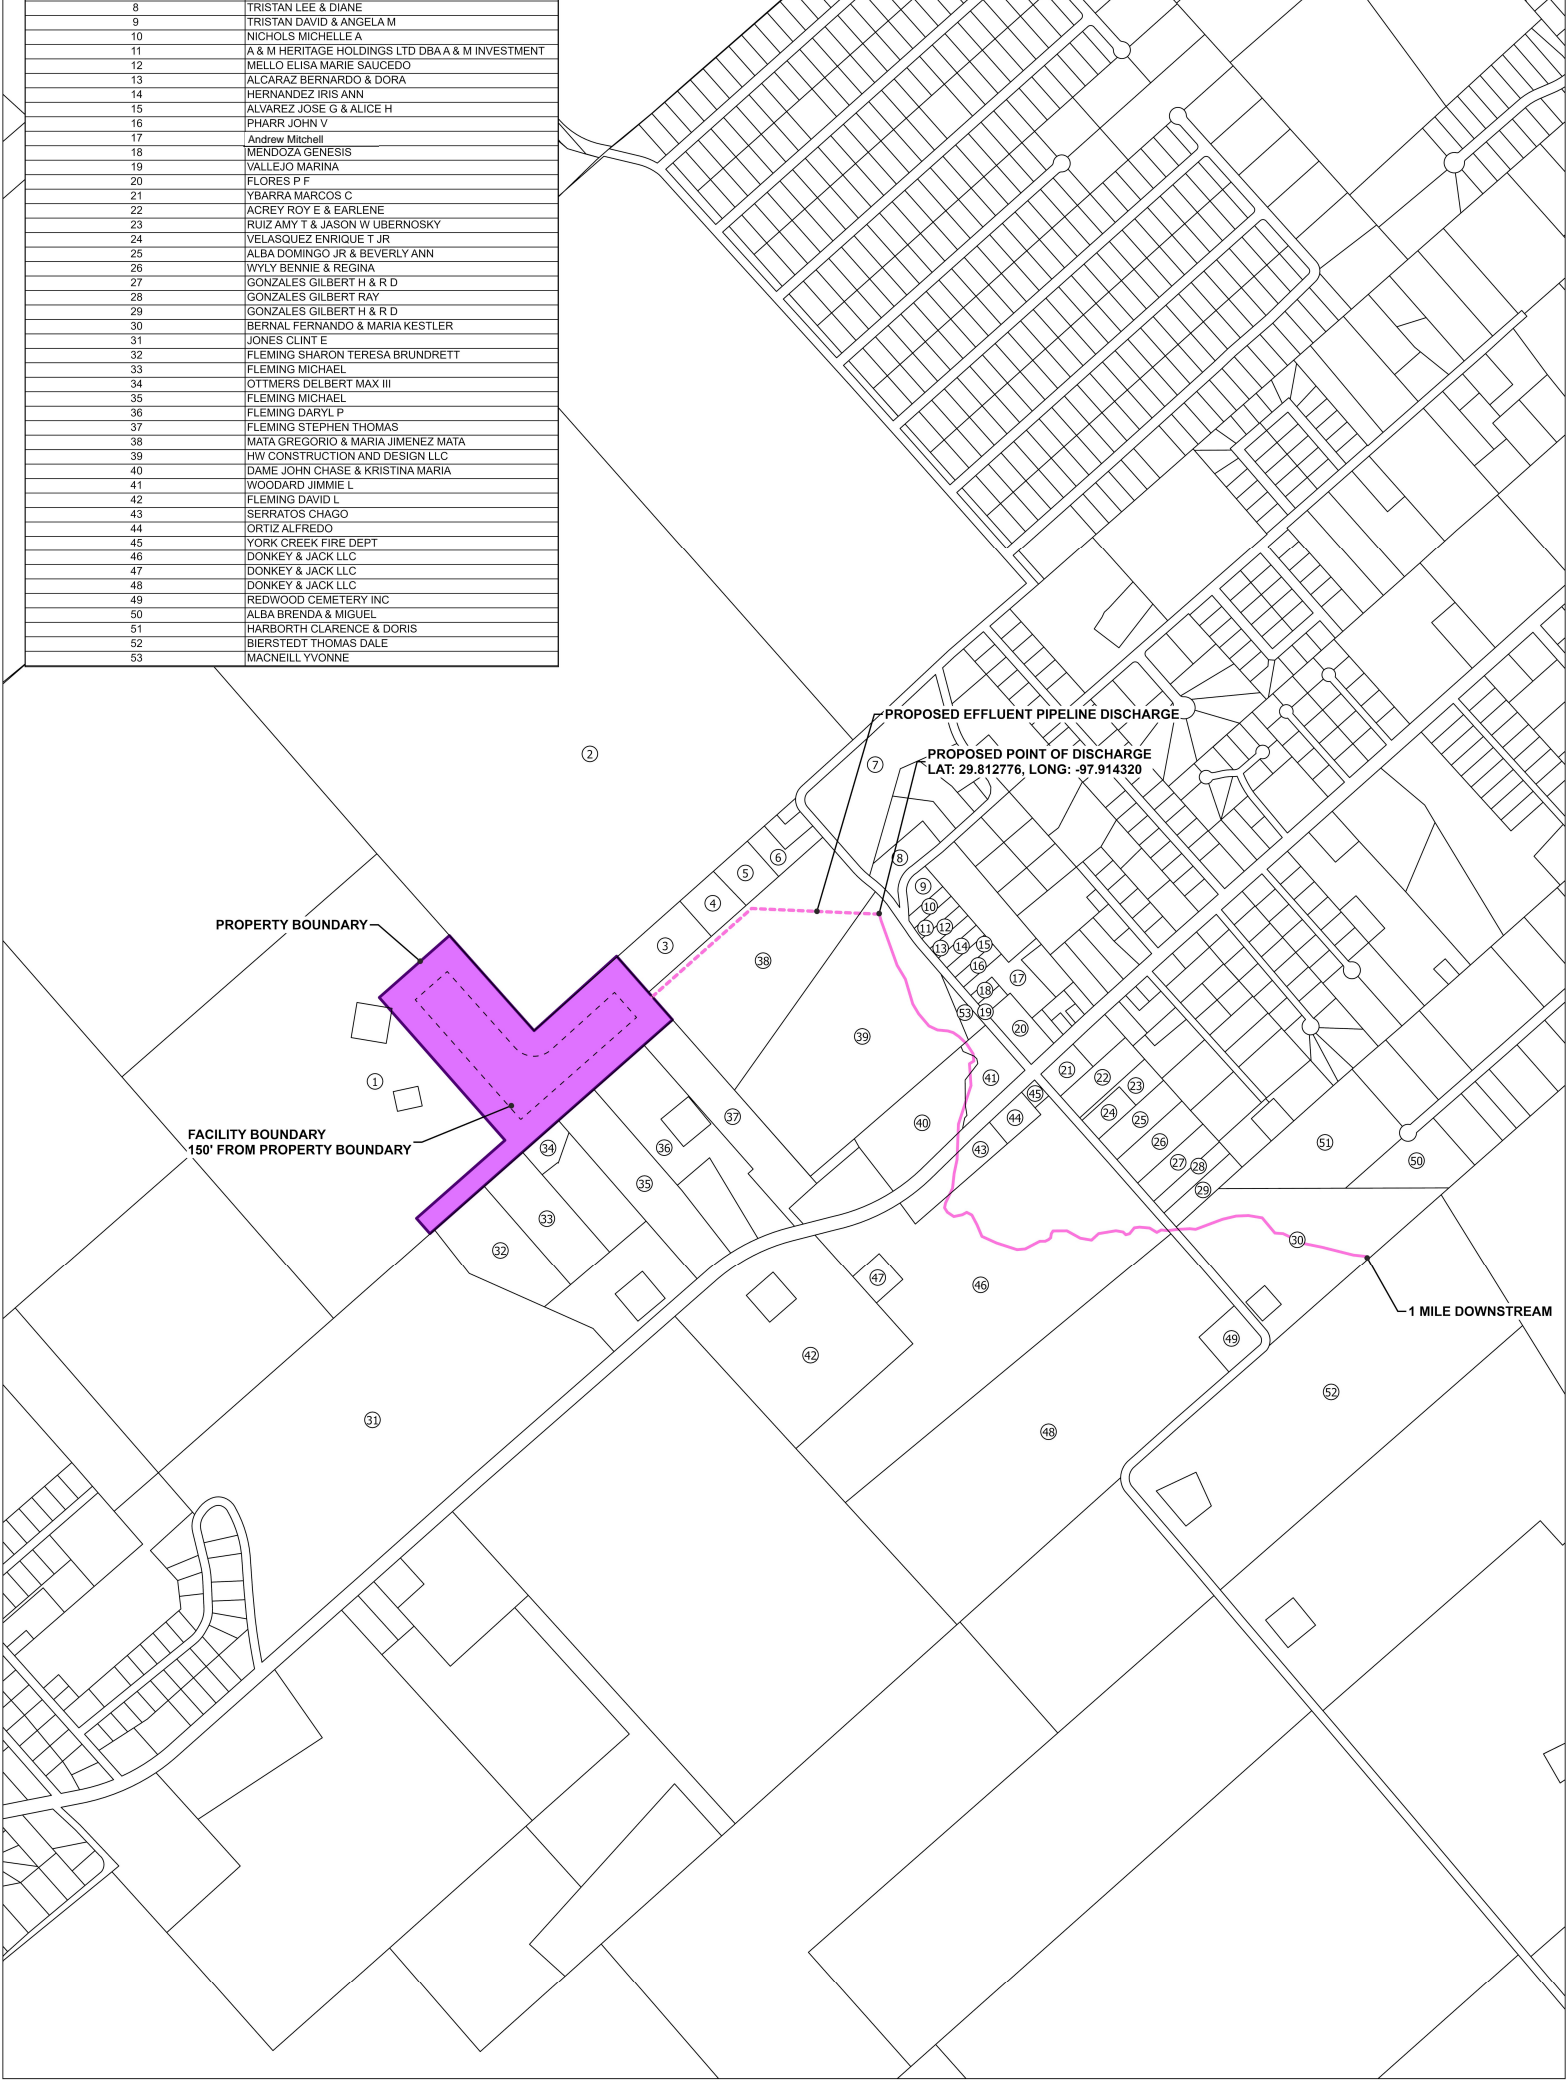 8 TRISTAN LEE & DIANE
9 TRISTAN DAVID & ANGELA M
10 NICHOLS MICHELLE A
11 A & M HERITAGE HOLDINGS LTD DBA A & M INVESTMENT
12 MELLO ELISA MARIE SAUCEDO
13 ALCARAZ BERNARDO & DORA
14 HERNANDEZ IRIS ANN
15 ALVAREZ JOSE G & ALICE H
16 PHARR JOHN V
17 Andrew Mitchell
18 MENDOZA GENESIS
19 VALLEJO MARINA
20 FLORES P F
21 YBARRA MARCOS C
22 ACREY ROY E & EARLENE
23 RUIZ AMY T & JASON W UBERNOSKY
24 VELASQUEZ ENRIQUE T JR
25 ALBA DOMINGO JR & BEVERLY ANN
26 WYLY BENNIE & REGINA
27 GONZALES GILBERT H & R D
28 GONZALES GILBERT RAY
29 GONZALES GILBERT H & R D
30 BERNAL FERNANDO & MARIA KESTLER
31 JONES CLINT E
32 FLEMING SHARON TERESA BRUNDRETT
33 FLEMING MICHAEL
34 OTTMERS DELBERT MAX III
35 FLEMING MICHAEL
36 FLEMING DARYL P
37 FLEMING STEPHEN THOMAS
38 MATA GREGORIO & MARIA JIMENEZ MATA
39 HW CONSTRUCTION AND DESIGN LLC
40 DAME JOHN CHASE & KRISTINA MARIA
41 WOODARD JIMMIE L
42 FLEMING DAVID L
43 SERRATOS CHAGO
44 ORTIZ ALFREDO
45 YORK CREEK FIRE DEPT
46 DONKEY & JACK LLC
47 DONKEY & JACK LLC
48 DONKEY & JACK LLC
49 REDWOOD CEMETERY INC
50 ALBA BRENDA & MIGUEL
51 HARBORTH CLARENCE & DORIS
52 BIERSTEDT THOMAS DALE
53 MACNEILL YVONNE
PROPOSED EFFLUENT PIPELINE DISCHARGE
2
PROPOSED POINT OF DISCHARGE
LAT: 29.812776, LONG: -97.914320
7
6
8
5
9
4
10
PROPERTY BOUNDARY
11
12
3
13
14
15
38
16
17
18
53
19
20
39
21
1
41
22
23
45
24
44
25
37
40
FACILITY BOUNDARY
150' FROM PROPERTY BOUNDARY
34
36
43
26
51
27
28
50
35
29
33
30
32
47
46
1 MILE DOWNSTREAM
49
42
52
31
48